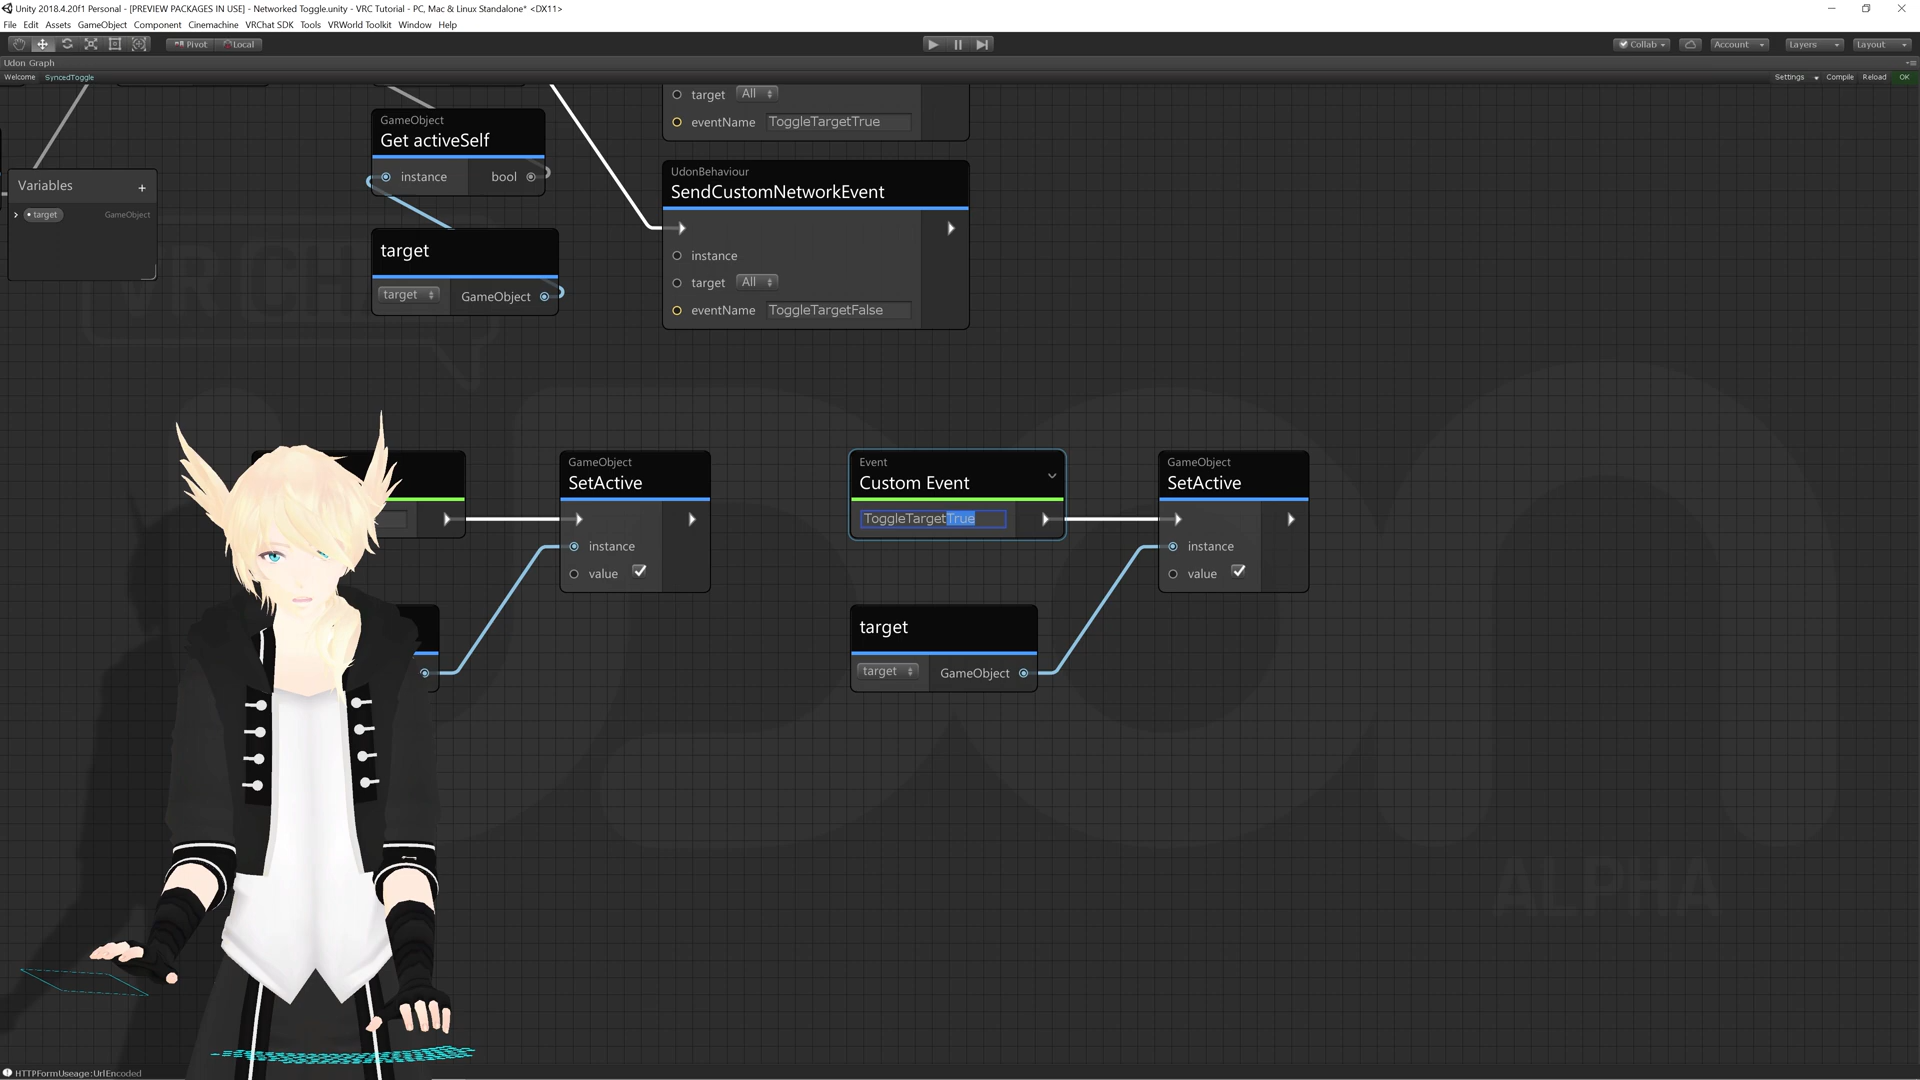 Unity 2018.4.20f1 Personal - [PREVIEW PACKAGES IN USE] - Networked Toggle.unity - VRC Tutorial - PC, Mac & Linux Standalone* <DX11>
File Edit Assets GameObject Component Cinemachine VRChat SDK Tools VRWorld Toolkit Window Help
Pivot Local Collab Account Layers Layout
Udon Graph
Welcome SyncedToggle Settings Compile Reload OK
Variables +
target GameObject
GameObject
Get activeSelf
instance bool
target
target GameObject
target All
eventName ToggleTargetTrue
UdonBehaviour
SendCustomNetworkEvent
instance
target All
eventName ToggleTargetFalse
GameObject
SetActive
instance
value
Event
Custom Event
ToggleTargetTrue
target
target GameObject
GameObject
SetActive
instance
value
VRCHA
ALPHA
HTTPFormUseage::UrlEncoded